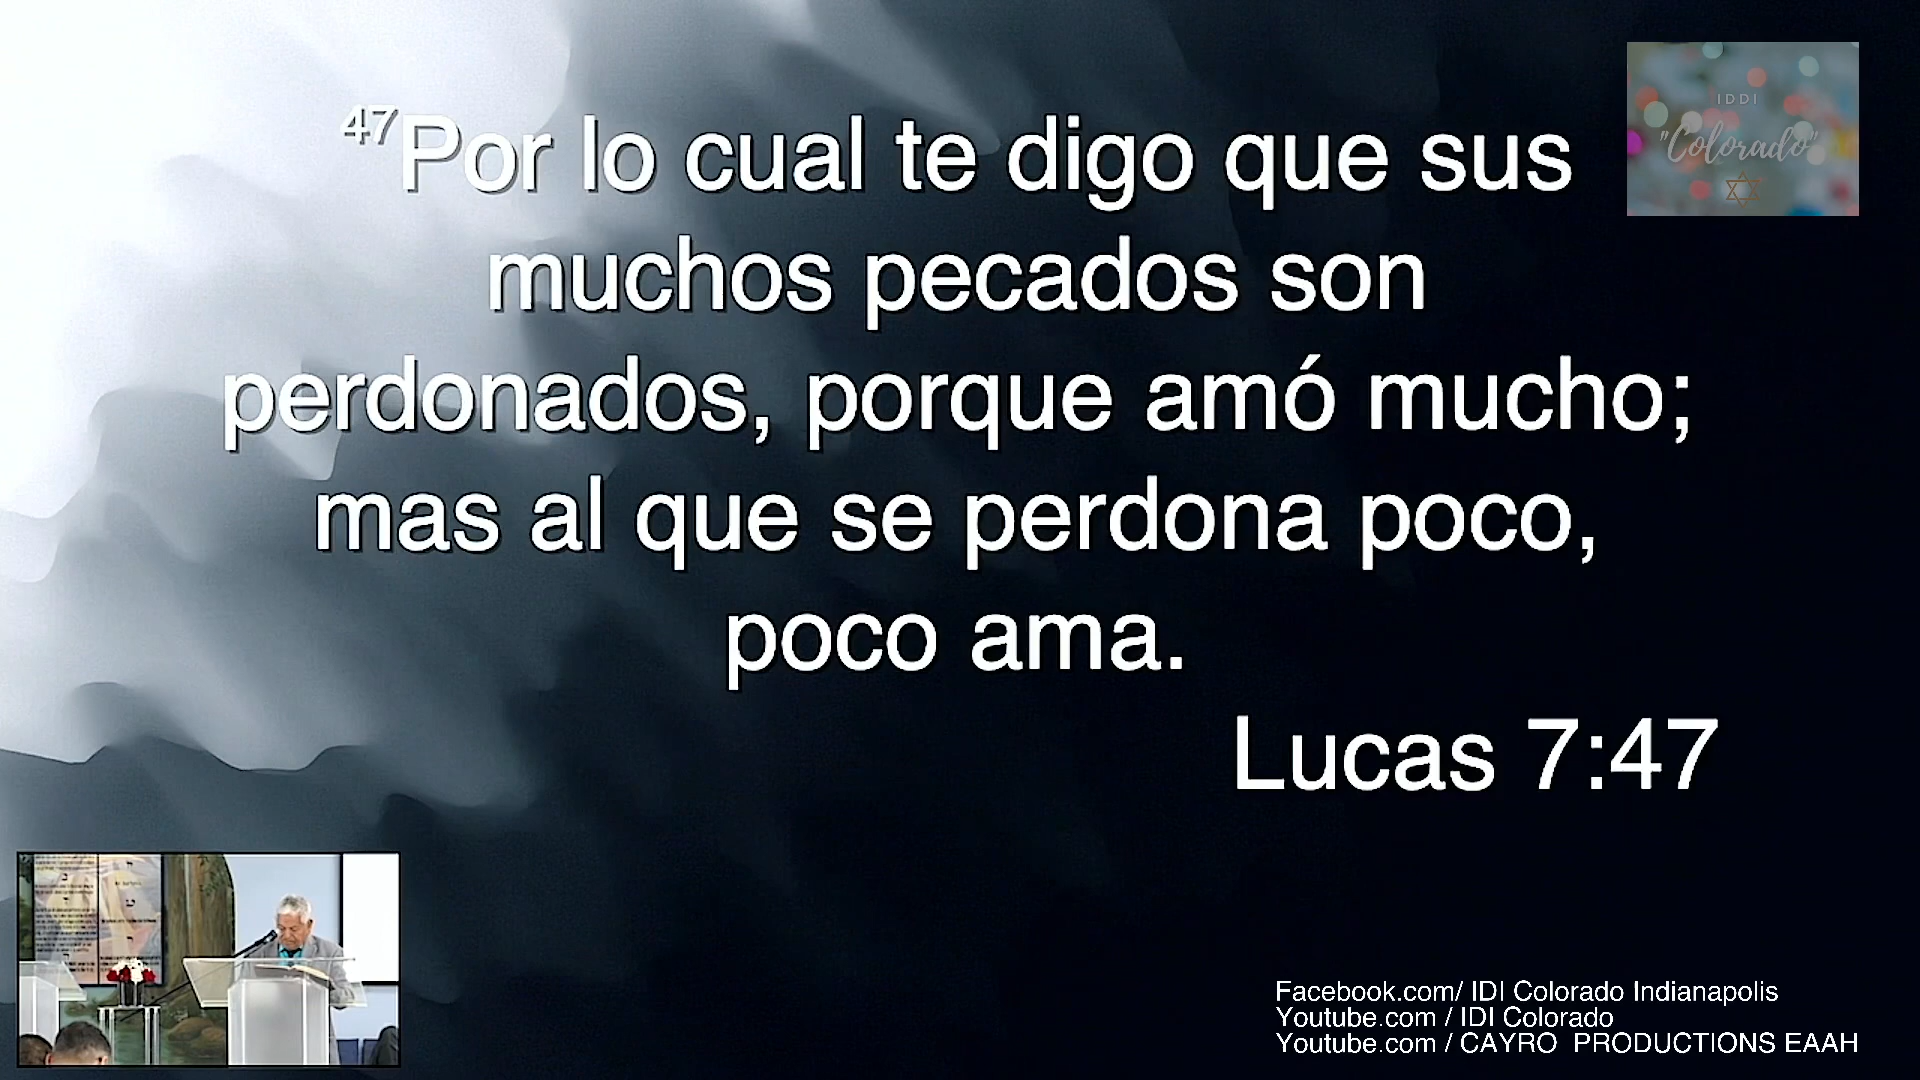 IDDI
"Colorado"
47Por lo cual te digo que sus
muchos pecados son
perdonados, porque amó mucho;
mas al que se perdona poco,
poco ama.
Lucas 7:47
Facebook.com/ IDI Colorado Indianapolis
Youtube.com / IDI Colorado
Youtube.com / CAYRO PRODUCTIONS EAAH